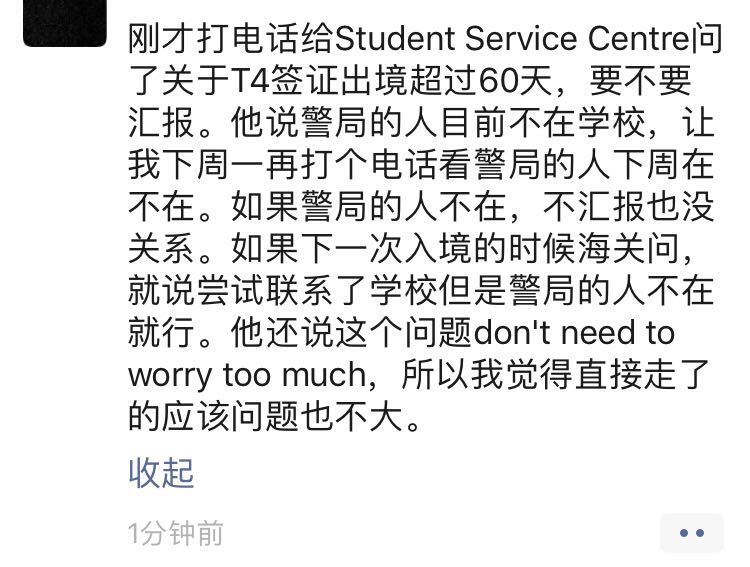 刚才打电话给Student Service Centre问
了关于T4签证出境超过60天，要不要
汇报。他说警局的人目前不在学校，让
我下周一再打个电话看警局的人下周在
不在。如果警局的人不在，不汇报也没
关系。如果下一次入境的时候海关问，
就说尝试联系了学校但是警局的人不在
就行。他还说这个问题don't need to
worry too much，所以我觉得直接走了
的应该问题也不大。
收起
1分钟前